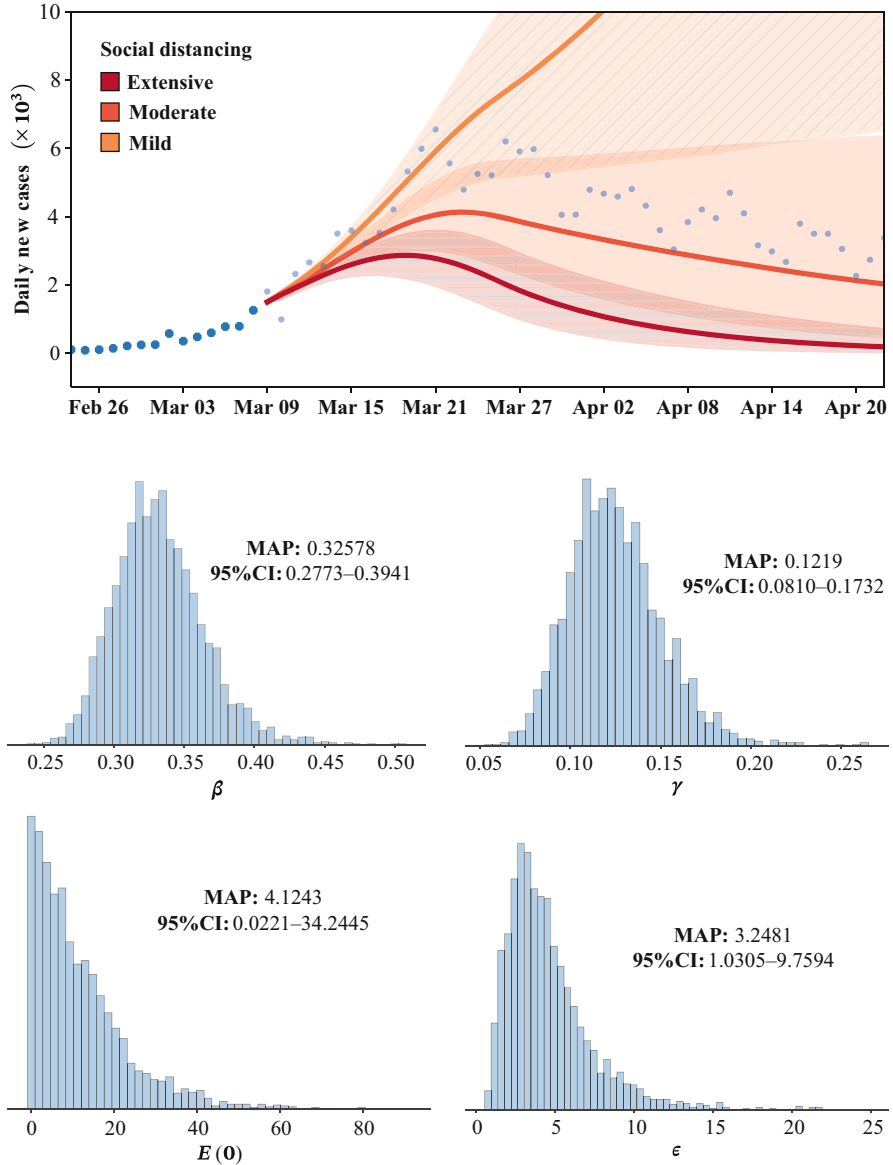 Daily new cases (× 10³)
10
8
6
4
2
0
Social distancing
Extensive
Moderate
Mild
Feb 26 Mar 03 Mar 09 Mar 15 Mar 21 Mar 27 Apr 02 Apr 08 Apr 14 Apr 20
MAP: 0.32578
95%CI: 0.2773–0.3941
0.25 0.30 0.35 0.40 0.45 0.50
β
MAP: 0.1219
95%CI: 0.0810–0.1732
0.05 0.10 0.15 0.20 0.25
γ
MAP: 4.1243
95%CI: 0.0221–34.2445
0 20 40 60 80
E(0)
MAP: 3.2481
95%CI: 1.0305–9.7594
0 5 10 15 20 25
ϵ